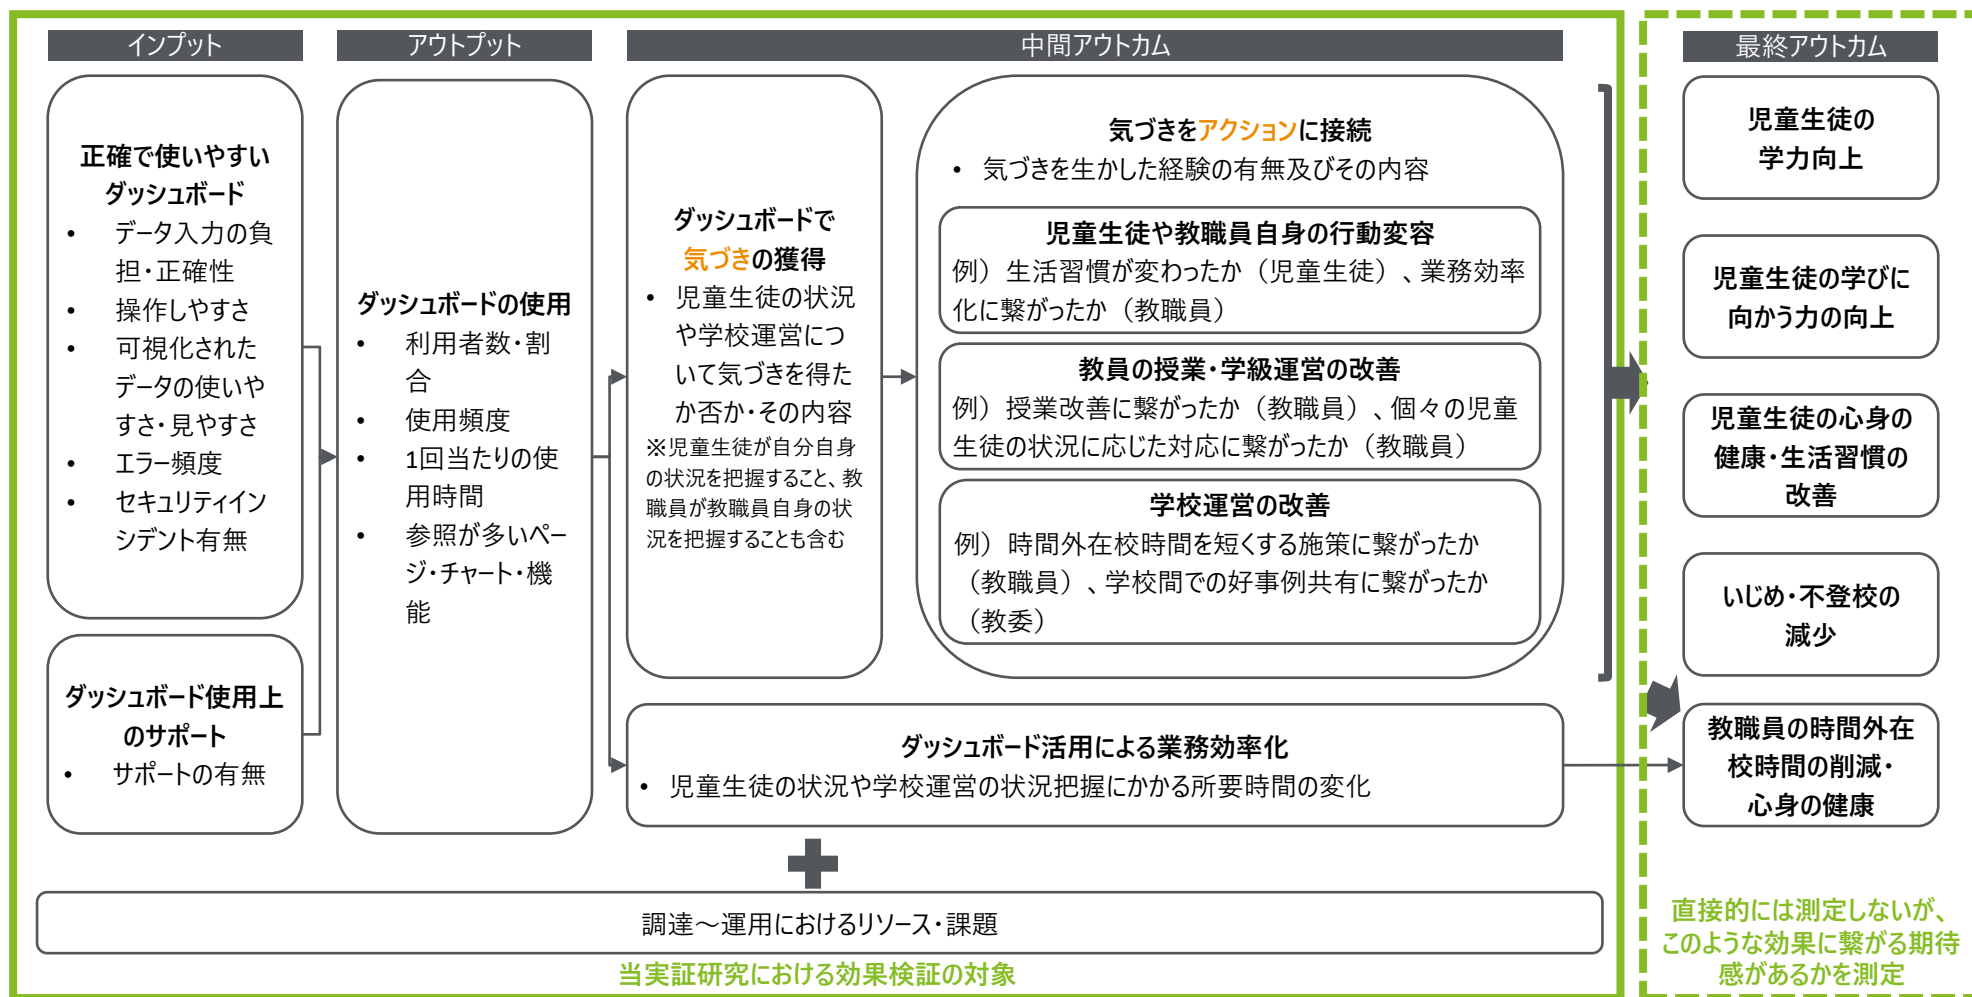 インプット
正確で使いやすい
ダッシュボード
• データ入力の負
担・正確性
• 操作しやすさ
• 可視化された
データの使いや
すさ・見やすさ
• エラー頻度
• セキュリティイン
シデント有無
ダッシュボード使用上
のサポート
• サポートの有無
アウトプット
ダッシュボードの使用
• 利用者数・割
合
• 使用頻度
• 1回当たりの使
用時間
• 参照が多いペー
ジ・チャート・機
能
中間アウトカム
ダッシュボードで
気づきの獲得
• 児童生徒の状況
や学校運営につ
いて気づきを得た
か否か・その内容
※児童生徒が自分自身
の状況を把握すること、教
職員が教職員自身の状
況を把握することも含む
気づきをアクションに接続
• 気づきを生かした経験の有無及びその内容
児童生徒や教職員自身の行動変容
例）生活習慣が変わったか（児童生徒）、業務効率
化に繋がったか（教職員）
教員の授業・学級運営の改善
例）授業改善に繋がったか（教職員）、個々の児童
生徒の状況に応じた対応に繋がったか（教職員）
学校運営の改善
例）時間外在校時間を短くする施策に繋がったか
（教職員）、学校間での好事例共有に繋がったか
（教委）
ダッシュボード活用による業務効率化
• 児童生徒の状況や学校運営の状況把握にかかる所要時間の変化
調達～運用におけるリソース・課題
当実証研究における効果検証の対象
最終アウトカム
児童生徒の
学力向上
児童生徒の学びに
向かう力の向上
児童生徒の心身の
健康・生活習慣の
改善
いじめ・不登校の
減少
教職員の時間外在
校時間の削減・
心身の健康
直接的には測定しないが、
このような効果に繋がる期待
感があるかを測定